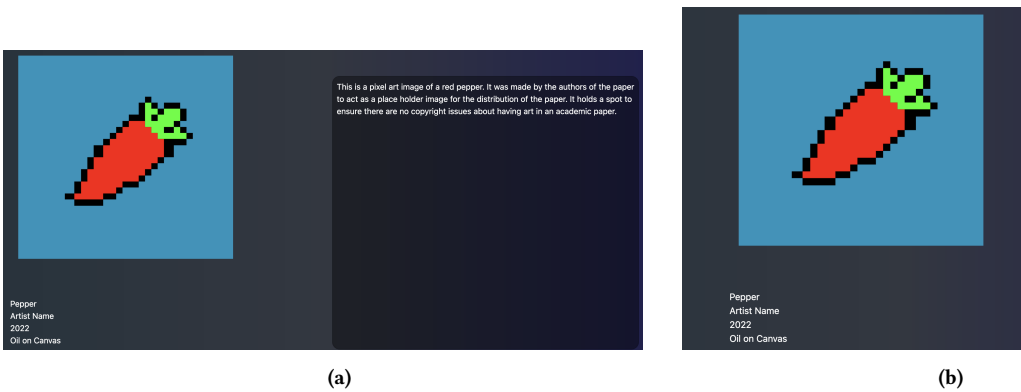 This is a pixel art image of a red pepper. It was made by the authors of the paper
to act as a place holder image for the distribution of the paper. It holds a spot to
ensure there are no copyright issues about having art in an academic paper.
Pepper
Artist Name
2022
Oil on Canvas
(a)
Pepper
Artist Name
2022
Oil on Canvas
(b)